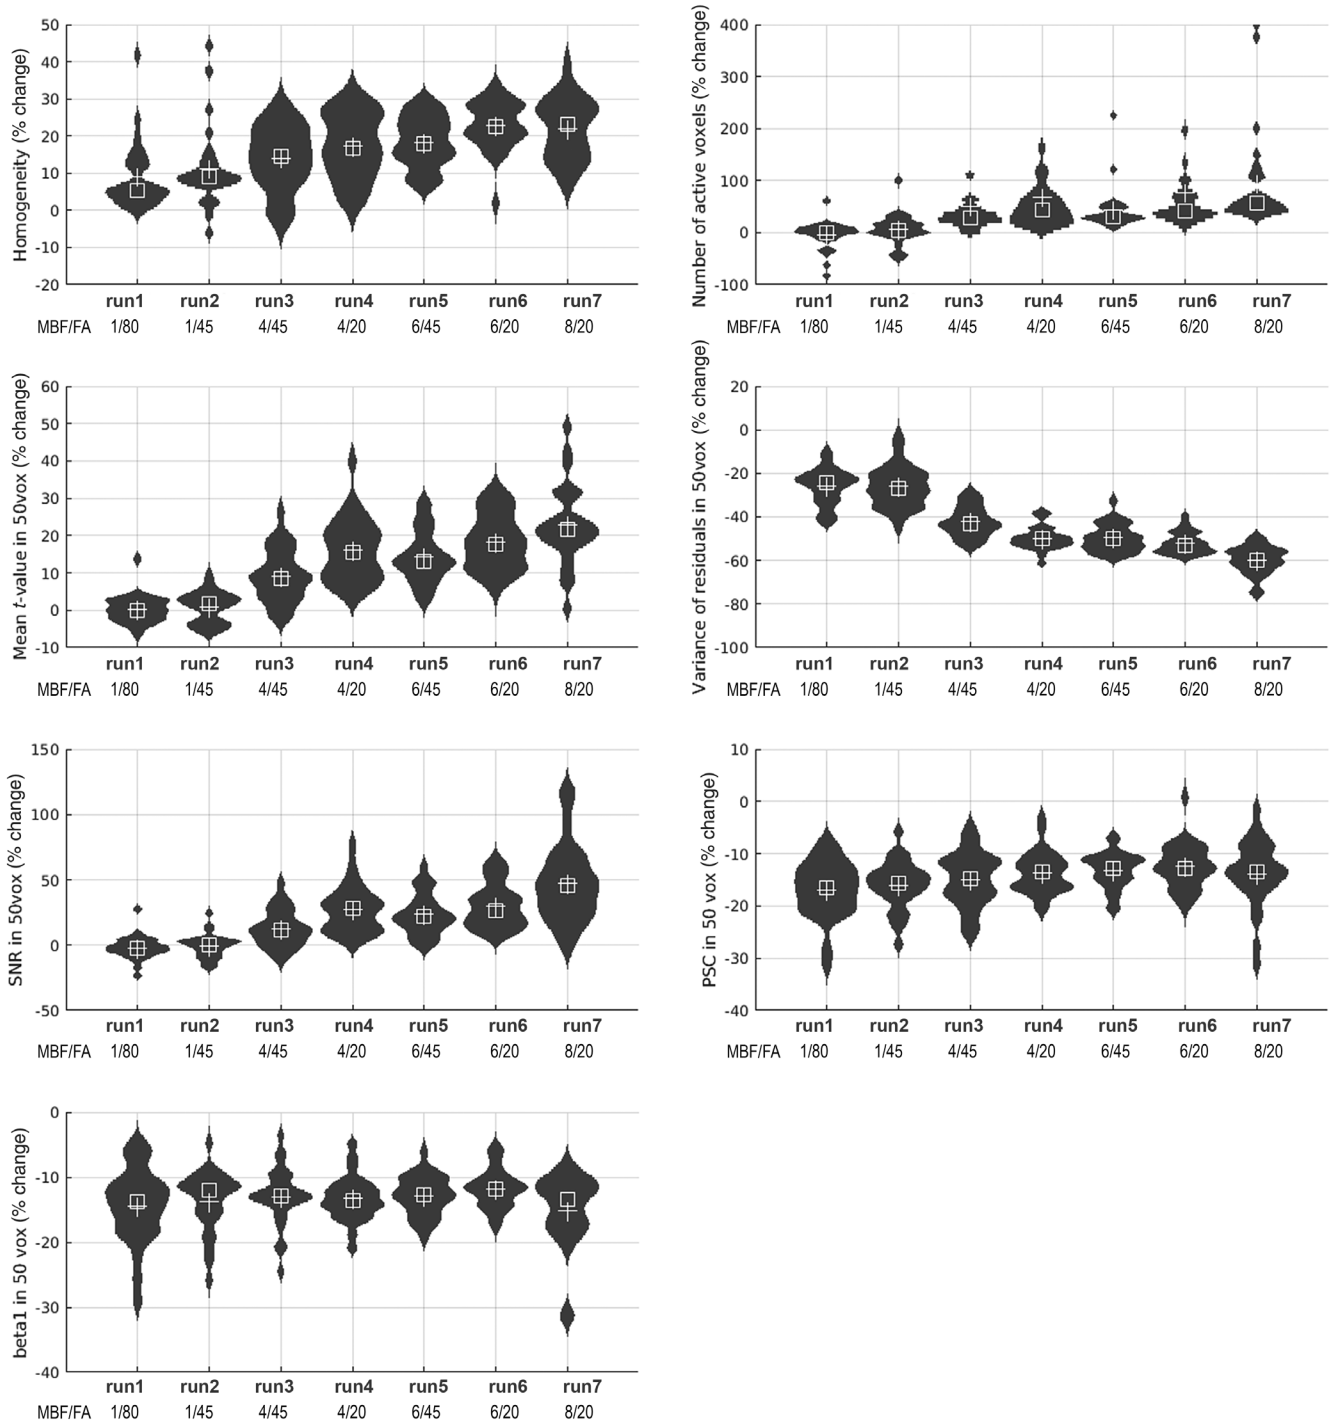 Homogeneity (% change)
50
40
30
20
10
0
-10
-20
run1 run2 run3 run4 run5 run6 run7
MBF/FA 1/80 1/45 4/45 4/20 6/45 6/20 8/20
Number of active voxels (% change)
400
300
200
100
0
-100
run1 run2 run3 run4 run5 run6 run7
MBF/FA 1/80 1/45 4/45 4/20 6/45 6/20 8/20
Mean t-value in 50vox (% change)
60
50
40
30
20
10
0
-10
run1 run2 run3 run4 run5 run6 run7
MBF/FA 1/80 1/45 4/45 4/20 6/45 6/20 8/20
Variance of residuals in 50vox (% change)
20
0
-20
-40
-60
-80
-100
run1 run2 run3 run4 run5 run6 run7
MBF/FA 1/80 1/45 4/45 4/20 6/45 6/20 8/20
SNR in 50vox (% change)
150
100
50
0
-50
run1 run2 run3 run4 run5 run6 run7
MBF/FA 1/80 1/45 4/45 4/20 6/45 6/20 8/20
PSC in 50 vox (% change)
10
0
-10
-20
-30
-40
run1 run2 run3 run4 run5 run6 run7
MBF/FA 1/80 1/45 4/45 4/20 6/45 6/20 8/20
beta1 in 50 vox (% change)
0
-10
-20
-30
-40
run1 run2 run3 run4 run5 run6 run7
MBF/FA 1/80 1/45 4/45 4/20 6/45 6/20 8/20